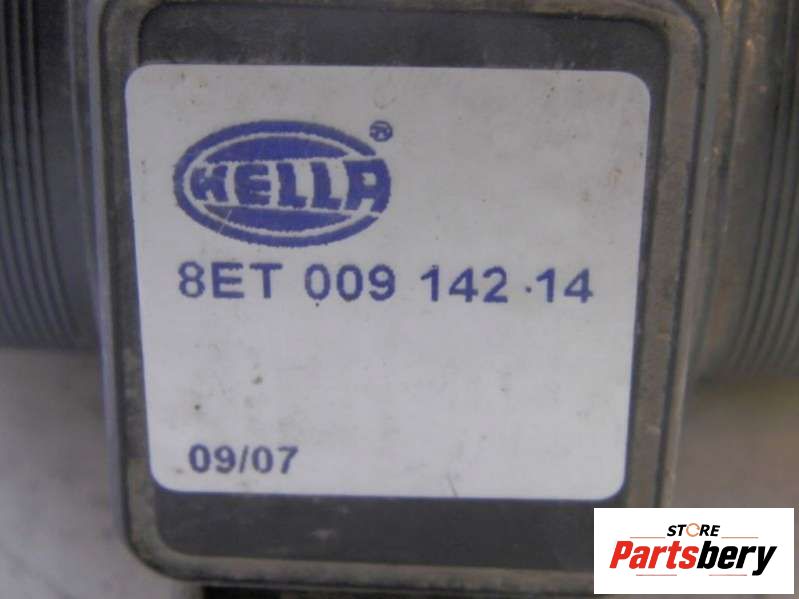 HELLA ®
8ET 009 142-14
09/07
STORE
Partsbery